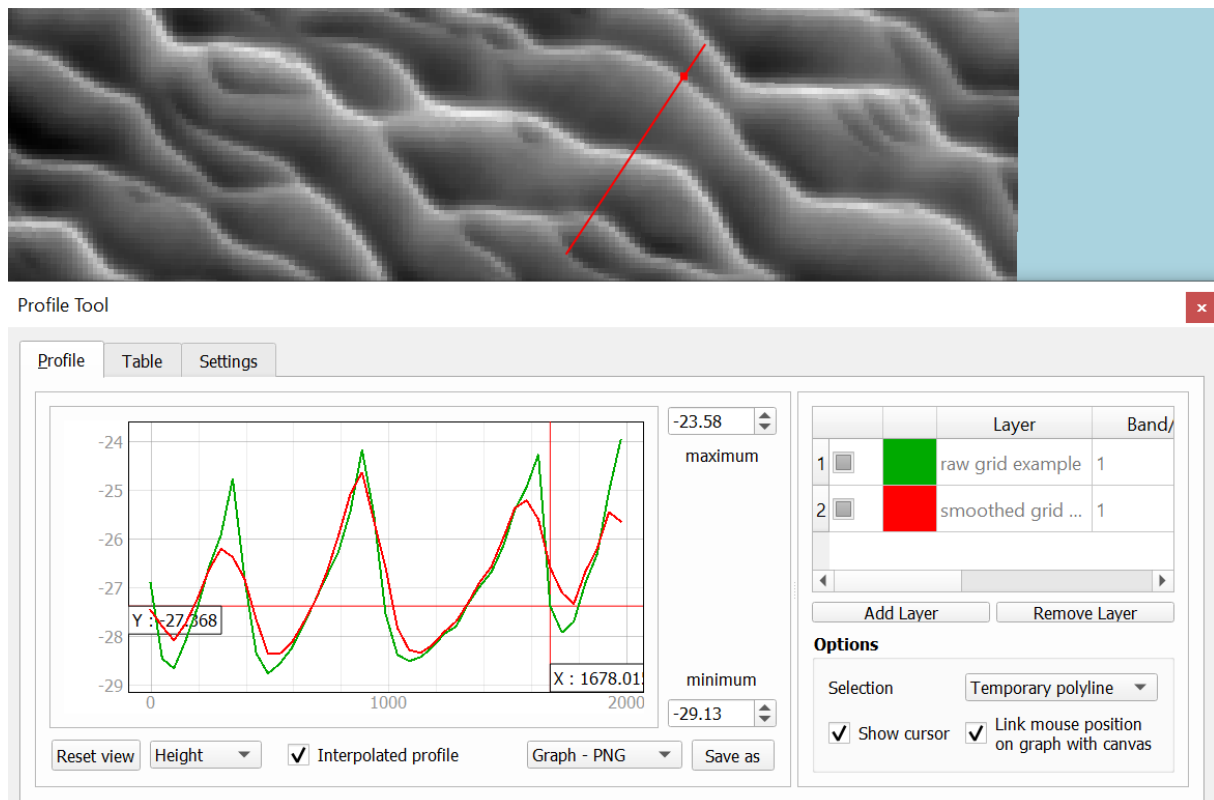 Profile Tool
x
Profile
Table
Settings
-24
-25
-26
-27
-28
-29
Y : -27.368
X : 1678.01
0
1000
2000
-23.58
maximum
minimum
-29.13
Layer
Band/
1
raw grid example
1
2
smoothed grid ...
1
Add Layer
Remove Layer
Options
Selection
Temporary polyline
Show cursor
Link mouse position
on graph with canvas
Reset view
Height
Interpolated profile
Graph - PNG
Save as